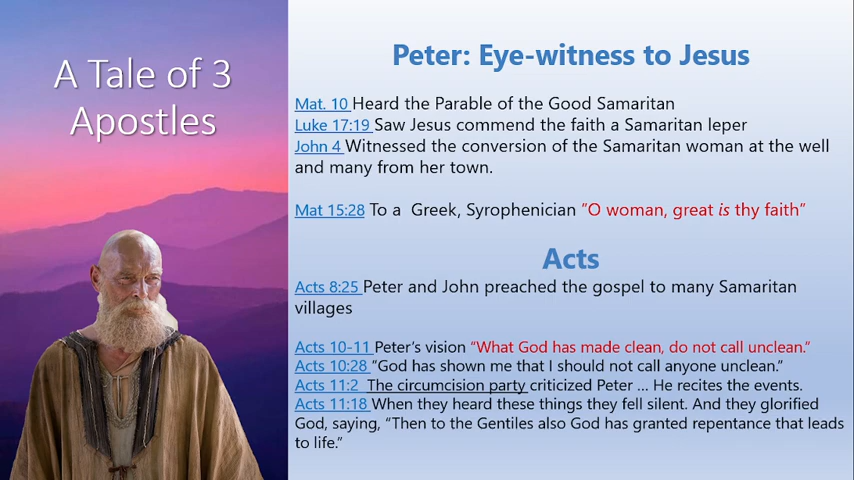 A Tale of 3
Apostles
Peter: Eye-witness to Jesus
Mat. 10 Heard the Parable of the Good Samaritan
Luke 17:19 Saw Jesus commend the faith a Samaritan leper
John 4 Witnessed the conversion of the Samaritan woman at the well
and many from her town.
Mat 15:28 To a Greek, Syrophenician "O woman, great is thy faith"
Acts
Acts 8:25 Peter and John preached the gospel to many Samaritan
villages
Acts 10-11 Peter's vision "What God has made clean, do not call unclean."
Acts 10:28 "God has shown me that I should not call anyone unclean."
Acts 11:2 The circumcision party criticized Peter ... He recites the events.
Acts 11:18 When they heard these things they fell silent. And they glorified
God, saying, "Then to the Gentiles also God has granted repentance that leads
to life."